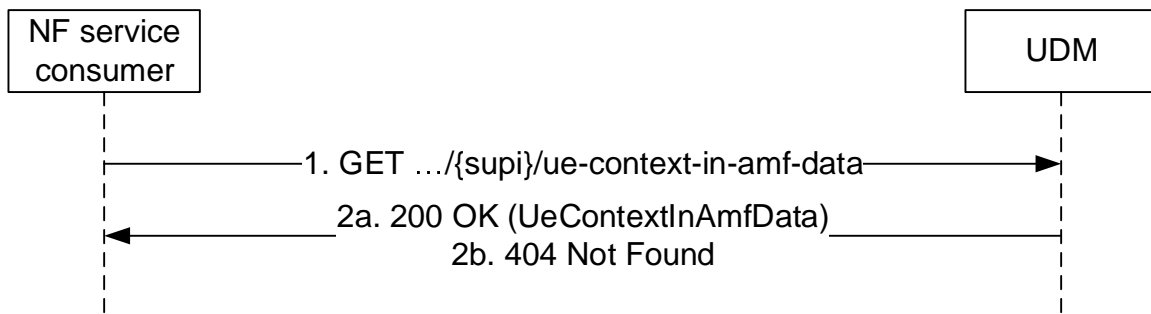 NF service
consumer
UDM
1. GET …/{supi}/ue-context-in-amf-data
2a. 200 OK (UeContextInAmfData)
2b. 404 Not Found